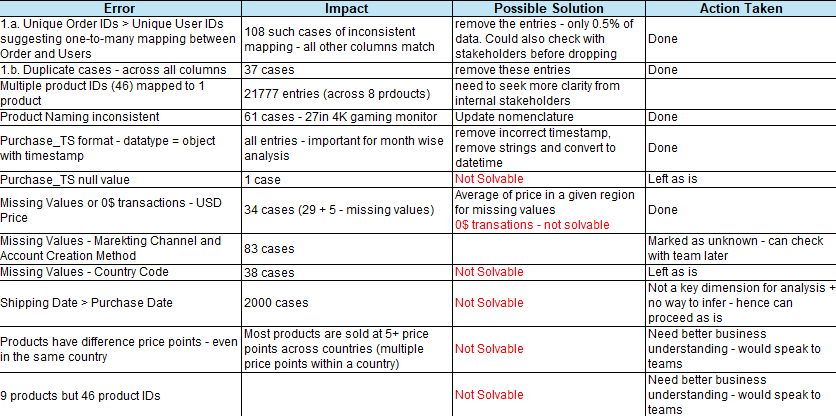 Error Impact Possible Solution Action Taken
1.a. Unique Order IDs > Unique User IDs
suggesting one-to-many mapping between
Order and Users
108 such cases of inconsistent
mapping - all other columns match
remove the entries - only 0.5% of
data. Could also check with
stakeholders before dropping
Done
1.b. Duplicate cases - across all columns
37 cases
remove these entries
Done
Multiple product IDs (46) mapped to 1
product
21777 entries (across 8 prdoucts)
need to seek more clarity from
internal stakeholders
Product Naming inconsistent
61 cases - 27in 4K gaming monitor
Update nomenclature
Done
Purchase_TS format - datatype = object
with timestamp
all entries - important for month wise
analysis
remove incorrect timestamp,
remove strings and convert to
datetime
Done
Purchase_TS null value
1 case
Not Solvable
Left as is
Missing Values or 0$ transactions - USD
Price
34 cases (29 + 5 - missing values)
Average of price in a given region
for missing values
0$ transations - not solvable
Done
Missing Values - Marekting Channel and
Account Creation Method
83 cases
Marked as unknown - can check
with team later
Missing Values - Country Code
38 cases
Not Solvable
Left as is
Shipping Date > Purchase Date
2000 cases
Not Solvable
Not a key dimension for analysis +
no way to infer - hence can
proceed as is
Products have difference price points - even
in the same country
Most products are sold at 5+ price
points across countries (multiple
price points within a country)
Not Solvable
Need better business
understanding - would speak to
teams
9 products but 46 product IDs
Not Solvable
Need better business
understanding - would speak to
teams